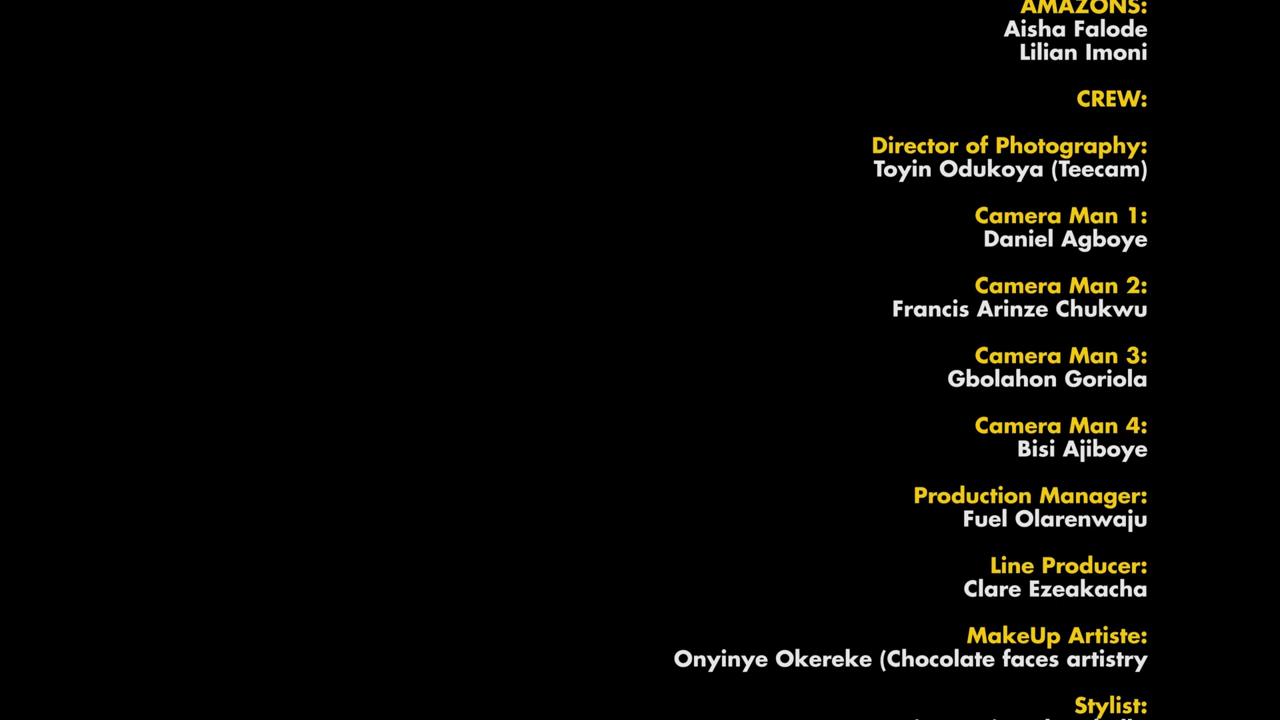 AMAZONS:
Aisha Falode
Lilian Imoni
CREW:
Director of Photography:
Toyin Odukoya (Teecam)
Camera Man 1:
Daniel Agboye
Camera Man 2:
Francis Arinze Chukwu
Camera Man 3:
Gbolahon Goriola
Camera Man 4:
Bisi Ajiboye
Production Manager:
Fuel Olarenwaju
Line Producer:
Clare Ezeakacha
MakeUp Artiste:
Onyinye Okereke (Chocolate faces artistry
Stylist: